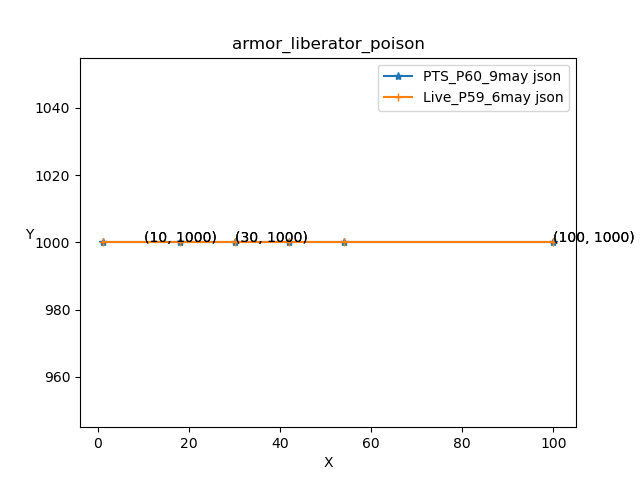 armor_liberator_poison
PTS_P60_9may json
Live_P59_6may json
1040
1020
Y
1000
(10, 1000)
(30, 1000)
(100, 1000)
980
960
0
20
40
60
80
100
X